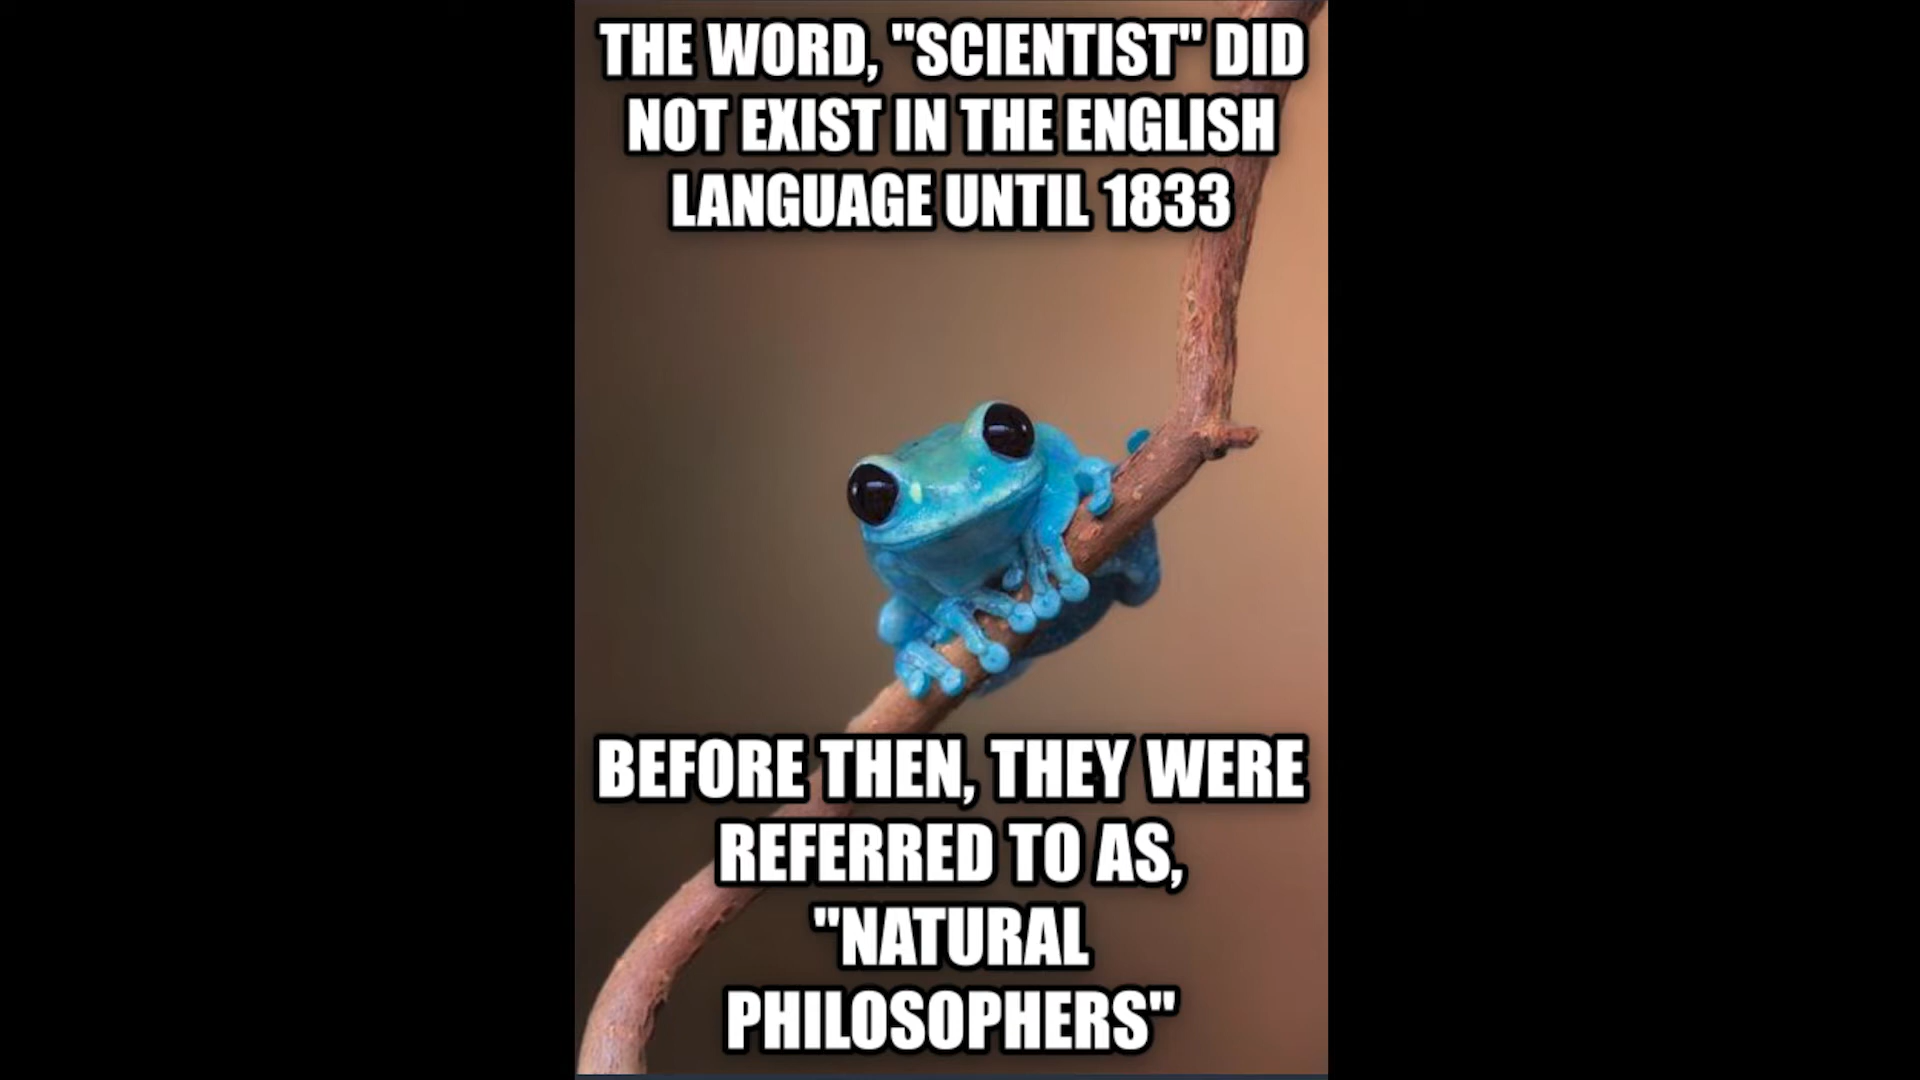 THE WORD, "SCIENTIST" DID
NOT EXIST IN THE ENGLISH
LANGUAGE UNTIL 1833
BEFORE THEN, THEY WERE
REFERRED TO AS,
"NATURAL
PHILOSOPHERS"